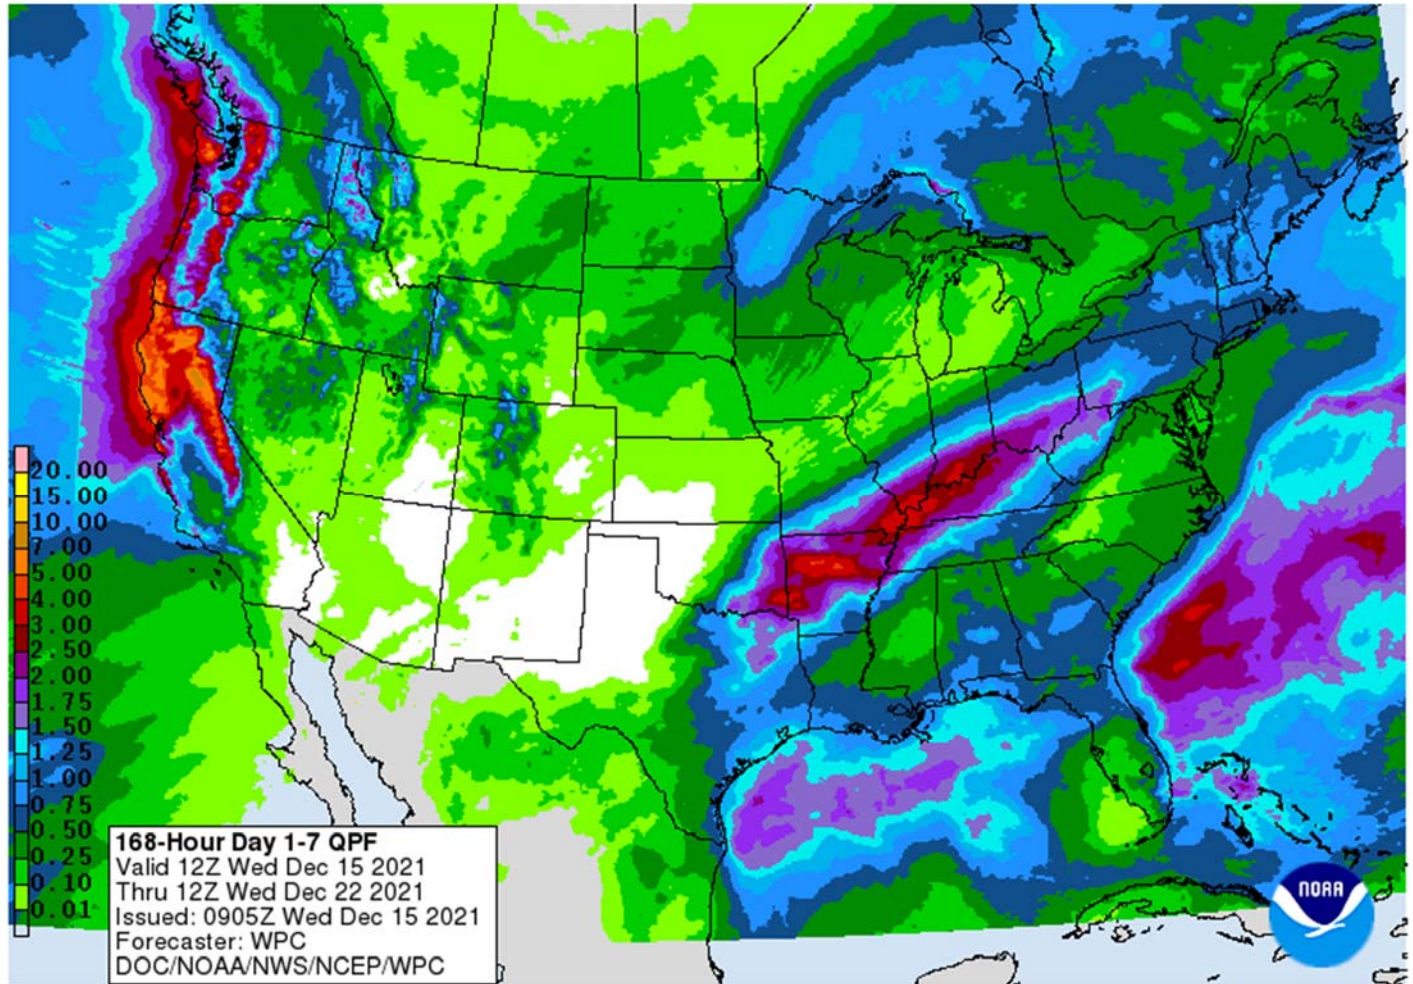 20.00
15.00
10.00
7.00
5.00
4.00
3.00
2.50
2.00
1.75
1.50
1.25
1.00
0.75
0.50
0.25
0.10
0.01
168-Hour Day 1-7 QPF
Valid 12Z Wed Dec 15 2021
Thru 12Z Wed Dec 22 2021
Issued: 0905Z Wed Dec 15 2021
Forecaster: WPC
DOC/NOAA/NWS/NCEP/WPC
NOAA